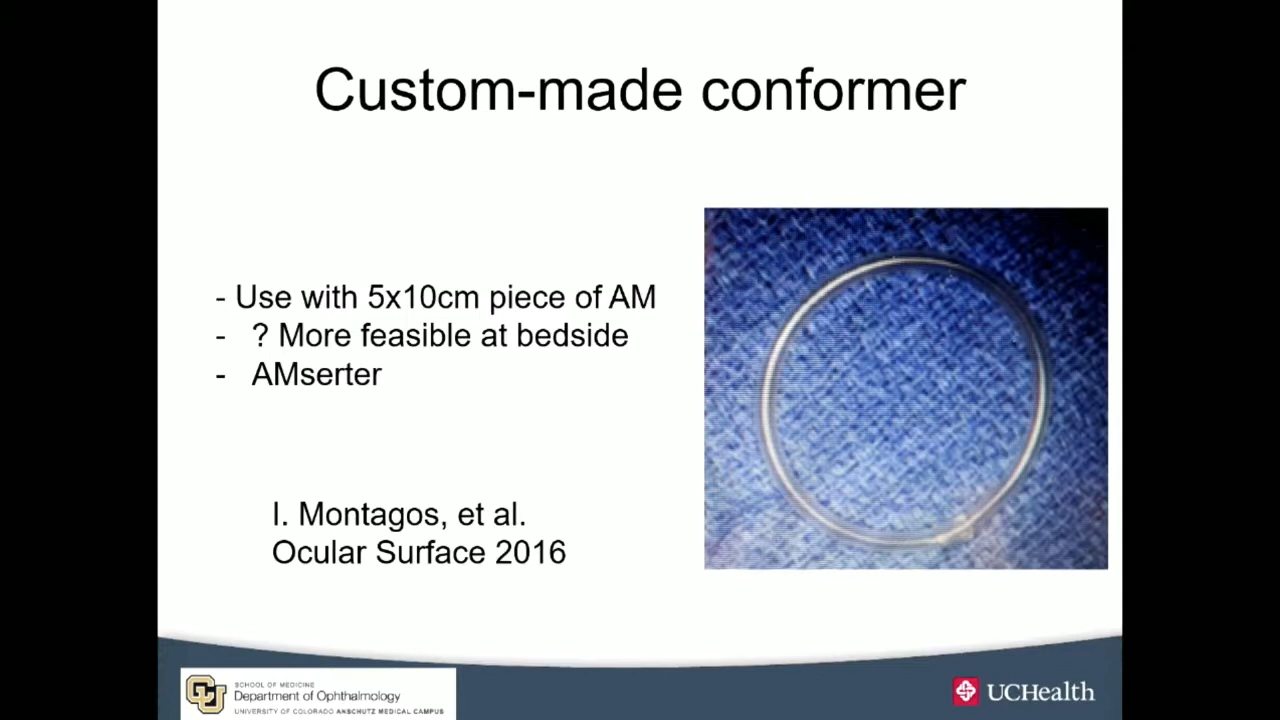 Custom-made conformer
- Use with 5x10cm piece of AM
- ? More feasible at bedside
- AMserter
I. Montagos, et al.
Ocular Surface 2016
SCHOOL OF MEDICINE
Department of Ophthalmology
UNIVERSITY OF COLORADO ANSCHUTZ MEDICAL CAMPUS
UCHealth